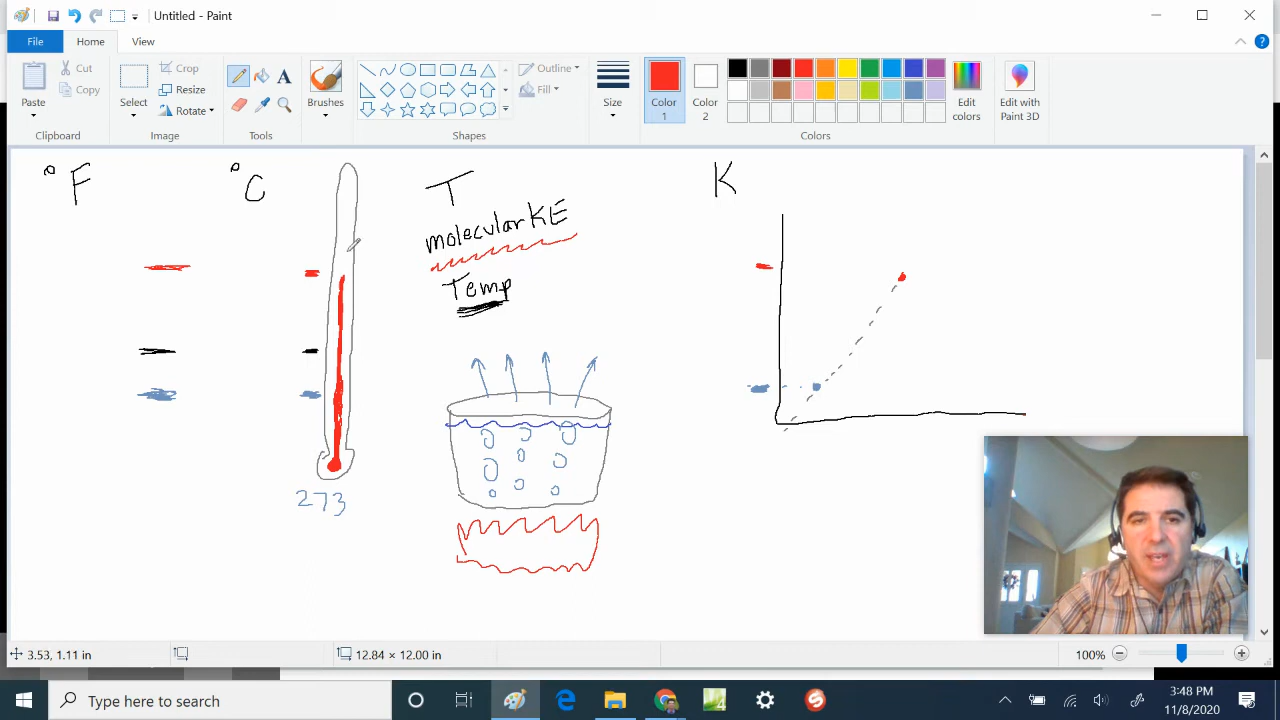 Untitled - Paint
File
Home
View
Paste
Cut
Copy
Clipboard
Select
Crop
Resize
Rotate
Image
A
Tools
Brushes
Shapes
Outline
Fill
Size
Color 1
Color 2
Edit colors
Colors
Edit with Paint 3D
°F
°C
T
molecular KE
Temp
273
K
3.53, 1.11 in
12.84 × 12.00 in
100%
Type here to search
3:48 PM
11/8/2020